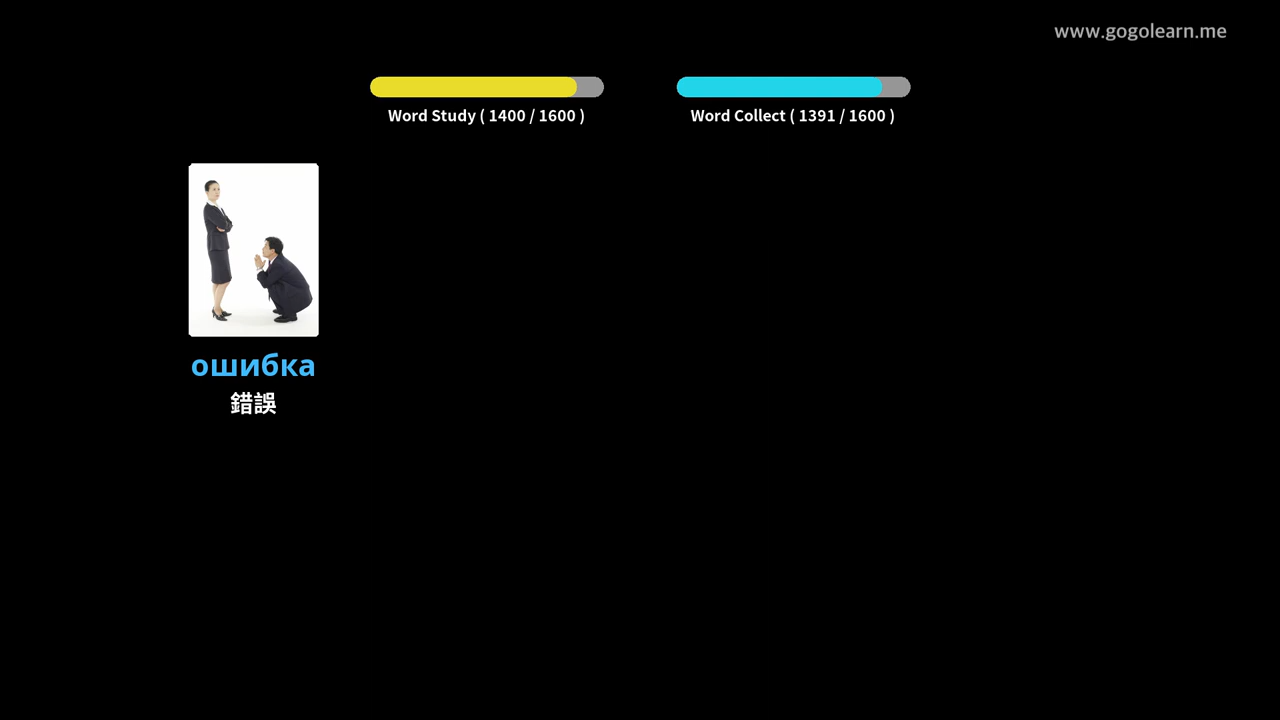 www.gogolearn.me
Word Study ( 1400 / 1600 )
Word Collect ( 1391 / 1600 )
ошибка
錯誤